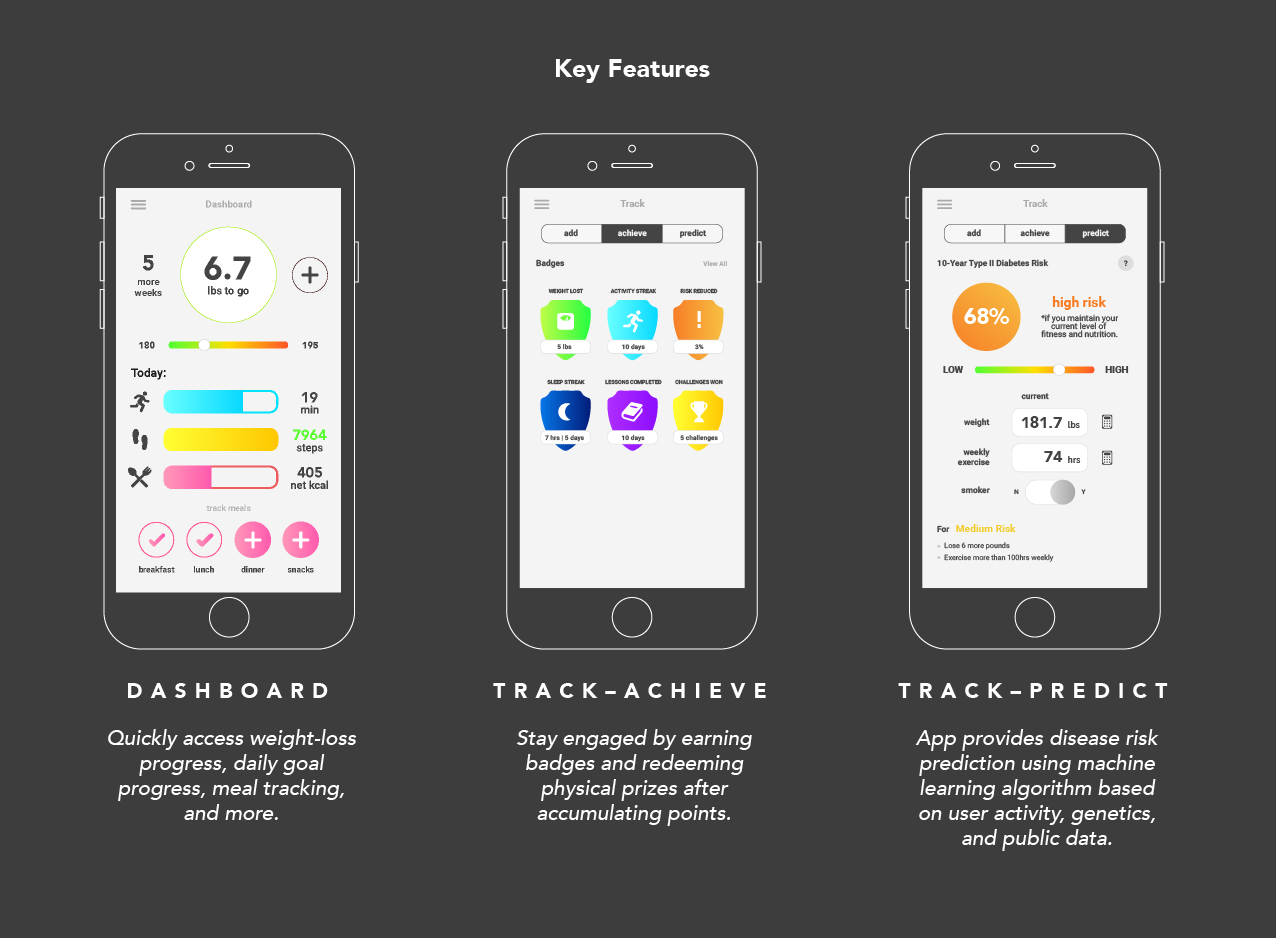 Key Features
Dashboard
5
more
weeks
6.7
lbs to go
180
195
Today:
19
min
7964
steps
405
net kcal
track meals
breakfast
lunch
dinner
snacks
DASHBOARD
Quickly access weight-loss
progress, daily goal
progress, meal tracking,
and more.
Track
add
achieve
predict
Badges
View All
WEIGHT LOST
ACTIVITY STREAK
RISK REDUCED
5 lbs
10 days
3%
SLEEP STREAK
LESSONS COMPLETED
CHALLENGES WON
7 hrs | 5 days
10 days
5 challenges
TRACK–ACHIEVE
Stay engaged by earning
badges and redeeming
physical prizes after
accumulating points.
Track
add
achieve
predict
10-Year Type II Diabetes Risk
?
68%
high risk
*if you maintain your
current level of
fitness and nutrition.
LOW
HIGH
current
weight
181.7 lbs
weekly
exercise
74 hrs
smoker
N
Y
For Medium Risk
Lose 6 more pounds
Exercise more than 100hrs weekly
TRACK–PREDICT
App provides disease risk
prediction using machine
learning algorithm based
on user activity, genetics,
and public data.